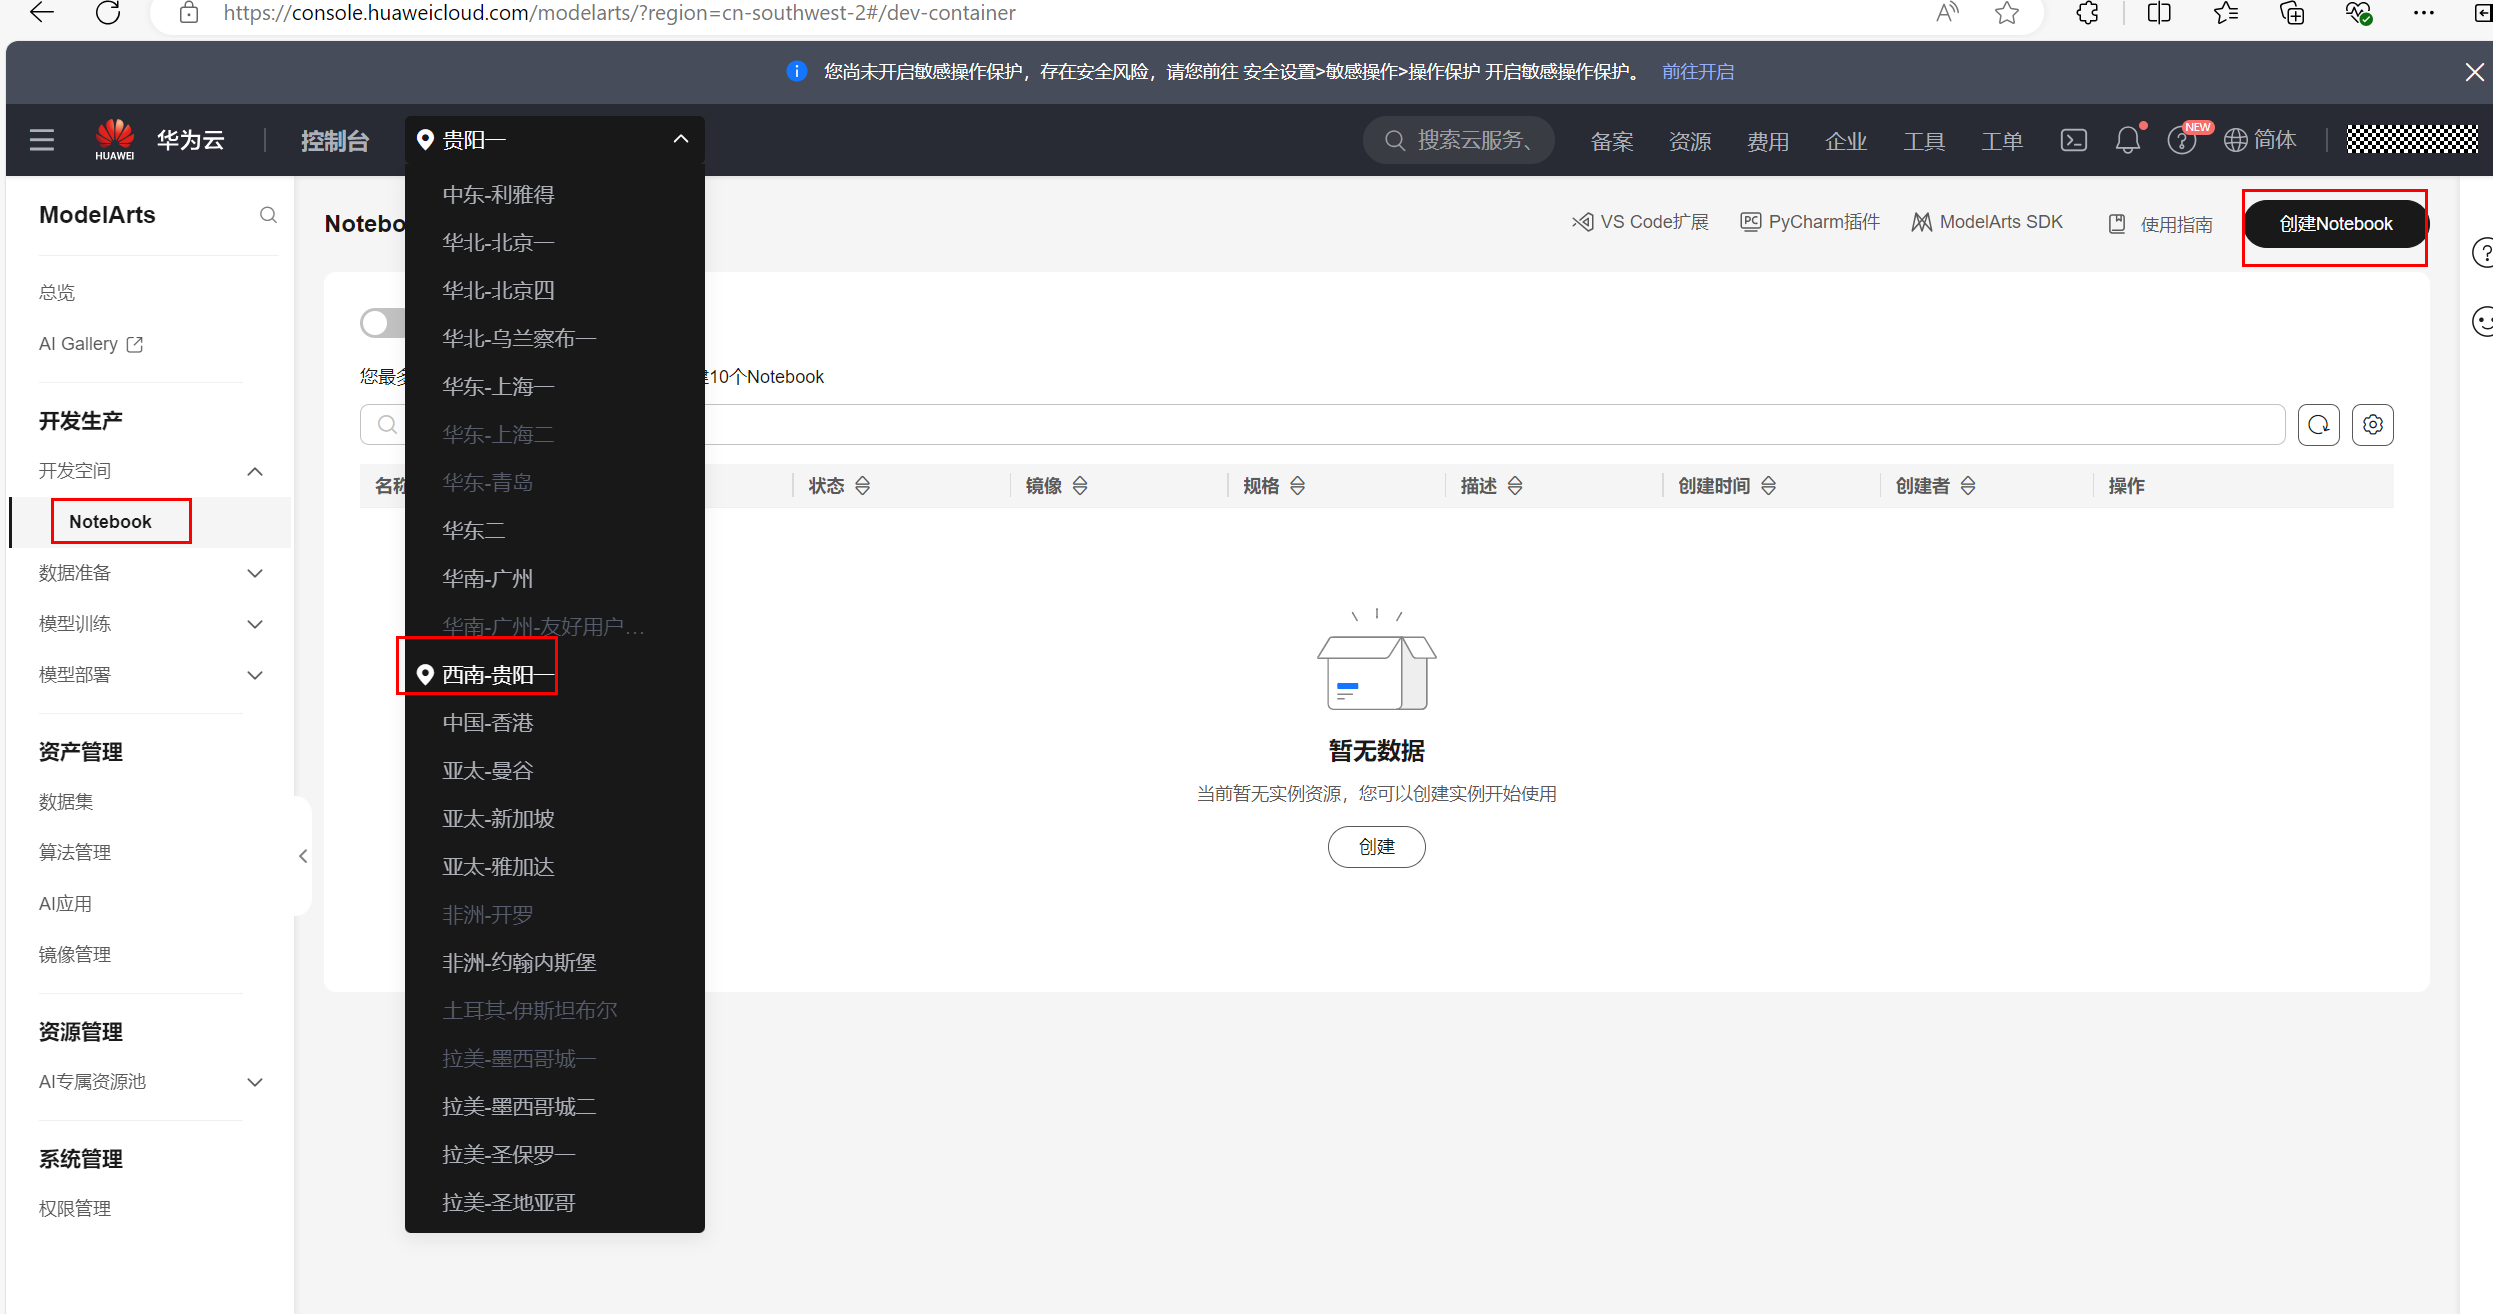 https://console.huaweicloud.com/modelarts/?region=cn-southwest-2#/dev-container
您尚未开启敏感操作保护，存在安全风险，请您前往 安全设置>敏感操作>操作保护 开启敏感操作保护。 前往开启
HUAWEI 华为云 控制台 贵阳一 搜索云服务、 备案 资源 费用 企业 工具 工单 NEW 简体
ModelArts
总览
AI Gallery
开发生产
开发空间
Notebook
数据准备
模型训练
模型部署
资产管理
数据集
算法管理
AI应用
镜像管理
资源管理
AI专属资源池
系统管理
权限管理
中东-利雅得
华北-北京一
华北-北京四
华北-乌兰察布一
华东-上海一
华东-上海二
华东-青岛
华东二
华南-广州
华南-广州-友好用户...
西南-贵阳一
中国-香港
亚太-曼谷
亚太-新加坡
亚太-雅加达
非洲-开罗
非洲-约翰内斯堡
土耳其-伊斯坦布尔
拉美-墨西哥城一
拉美-墨西哥城二
拉美-圣保罗一
拉美-圣地亚哥
Notebo VS Code扩展 PC PyCharm插件 ModelArts SDK 使用指南 创建Notebook
您最 10个Notebook
名称 状态 镜像 规格 描述 创建时间 创建者 操作
暂无数据
当前暂无实例资源，您可以创建实例开始使用
创建